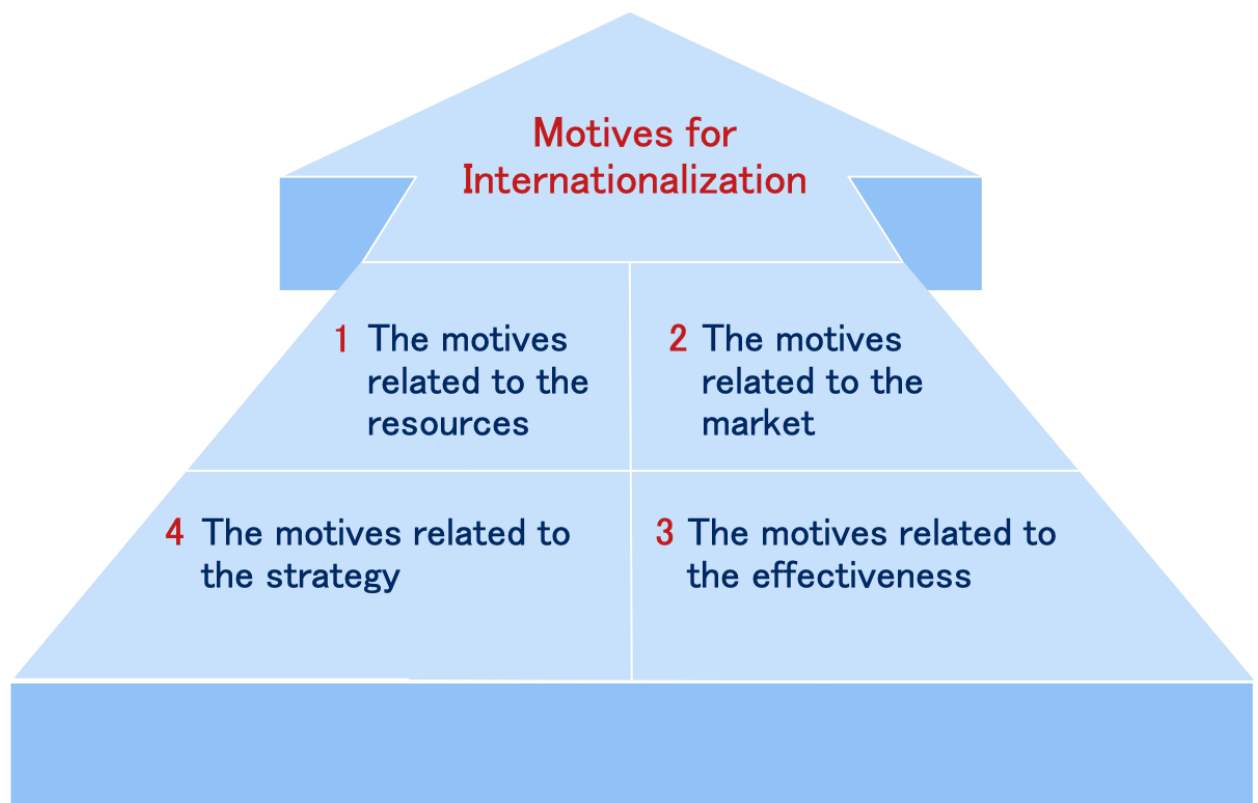 Motives for
Internationalization
1 The motives
related to the
resources
2 The motives
related to the
market
4 The motives related to
the strategy
3 The motives related to
the effectiveness